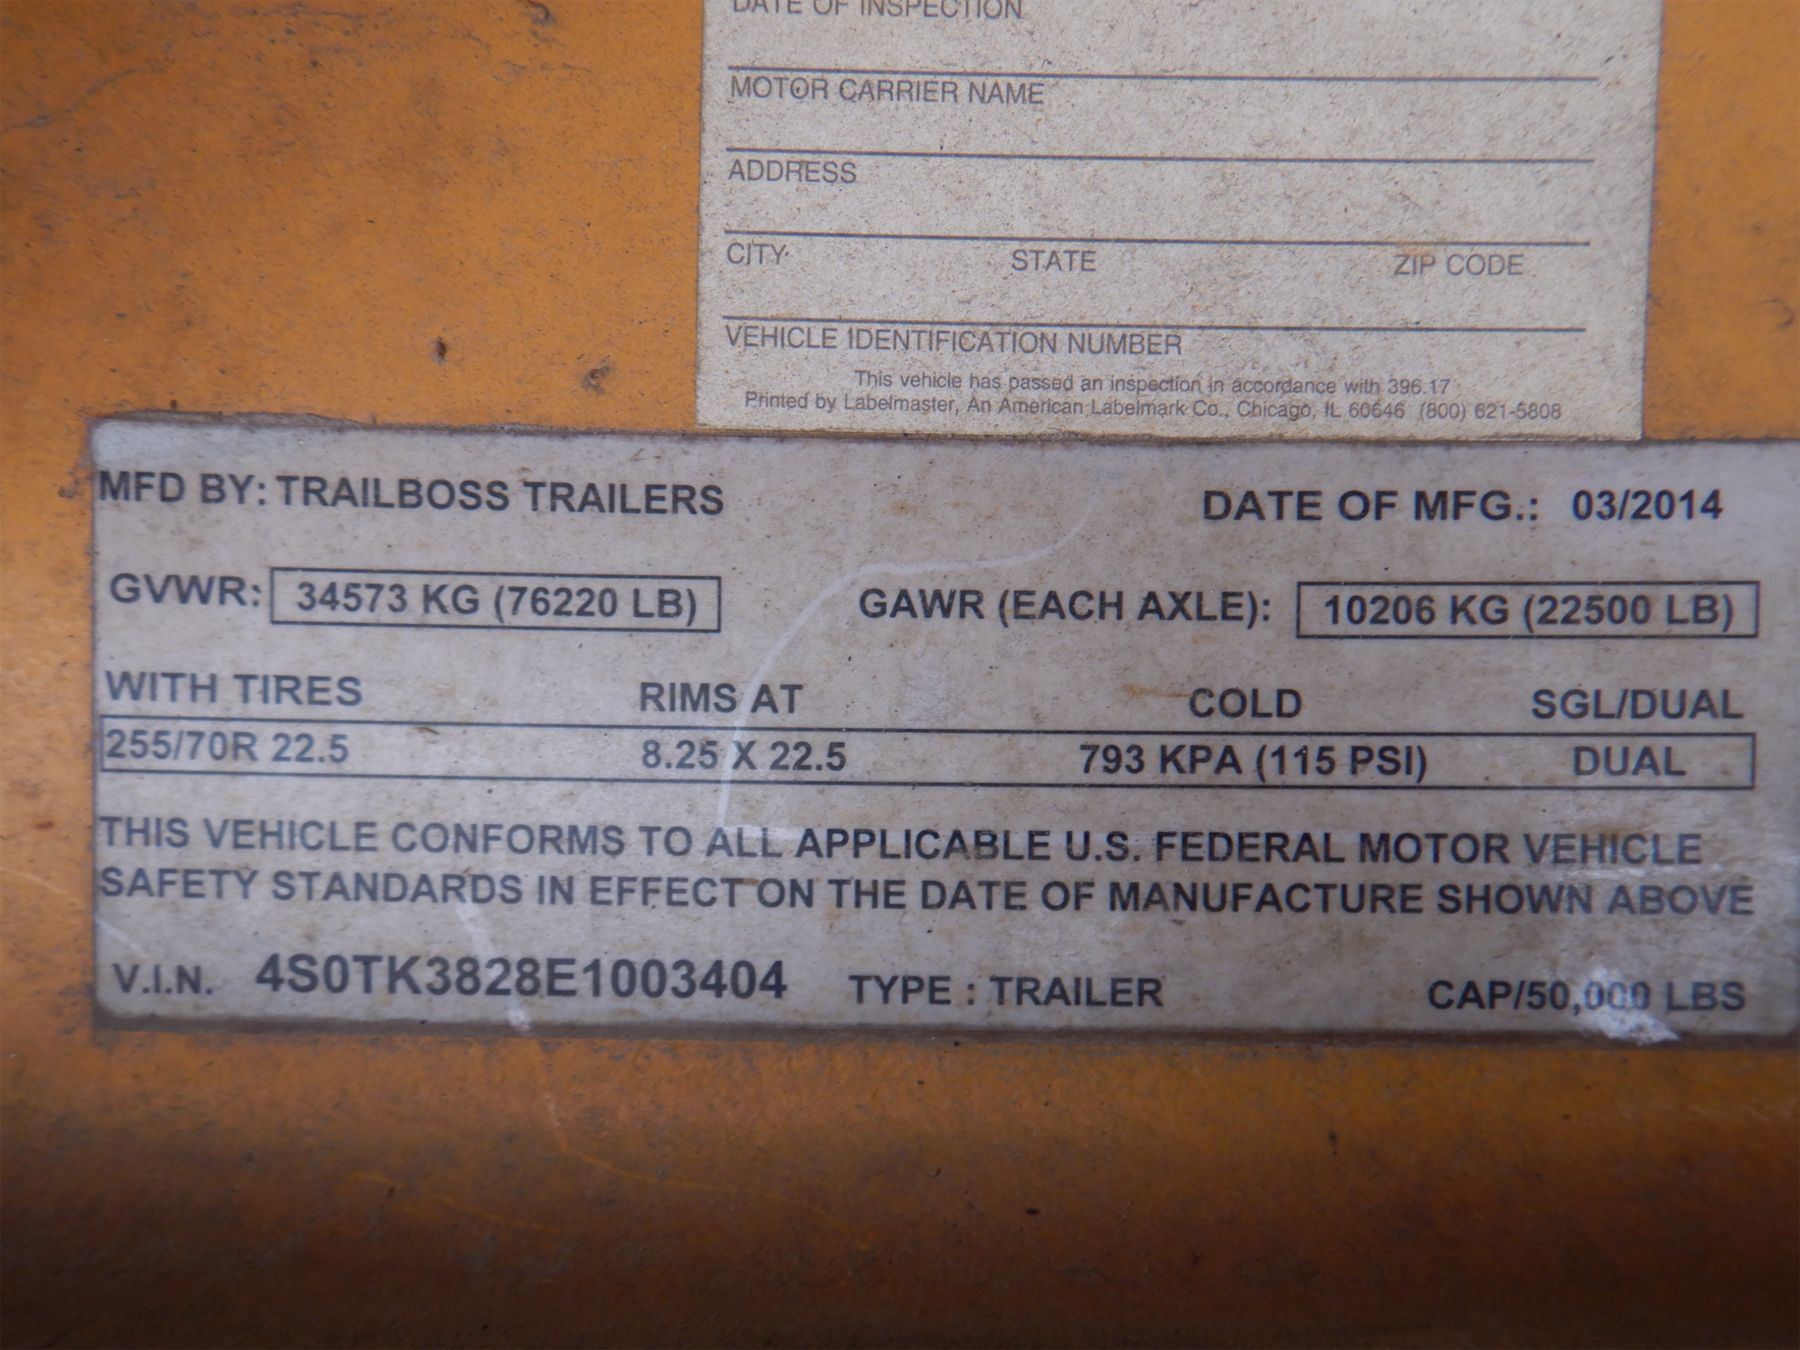 DATE OF INSPECTION
MOTOR CARRIER NAME
ADDRESS
CITY STATE ZIP CODE
VEHICLE IDENTIFICATION NUMBER
This vehicle has passed an inspection in accordance with 396.17
Printed by Labelmaster, An American Labelmark Co., Chicago, IL 60646 (800) 621-5808
MFD BY: TRAILBOSS TRAILERS DATE OF MFG.: 03/2014
GVWR: 34573 KG (76220 LB) GAWR (EACH AXLE): 10206 KG (22500 LB)
WITH TIRES RIMS AT COLD SGL/DUAL
255/70R 22.5 8.25 X 22.5 793 KPA (115 PSI) DUAL
THIS VEHICLE CONFORMS TO ALL APPLICABLE U.S. FEDERAL MOTOR VEHICLE
SAFETY STANDARDS IN EFFECT ON THE DATE OF MANUFACTURE SHOWN ABOVE
V.I.N. 4S0TK3828E1003404 TYPE : TRAILER CAP/50,000 LBS